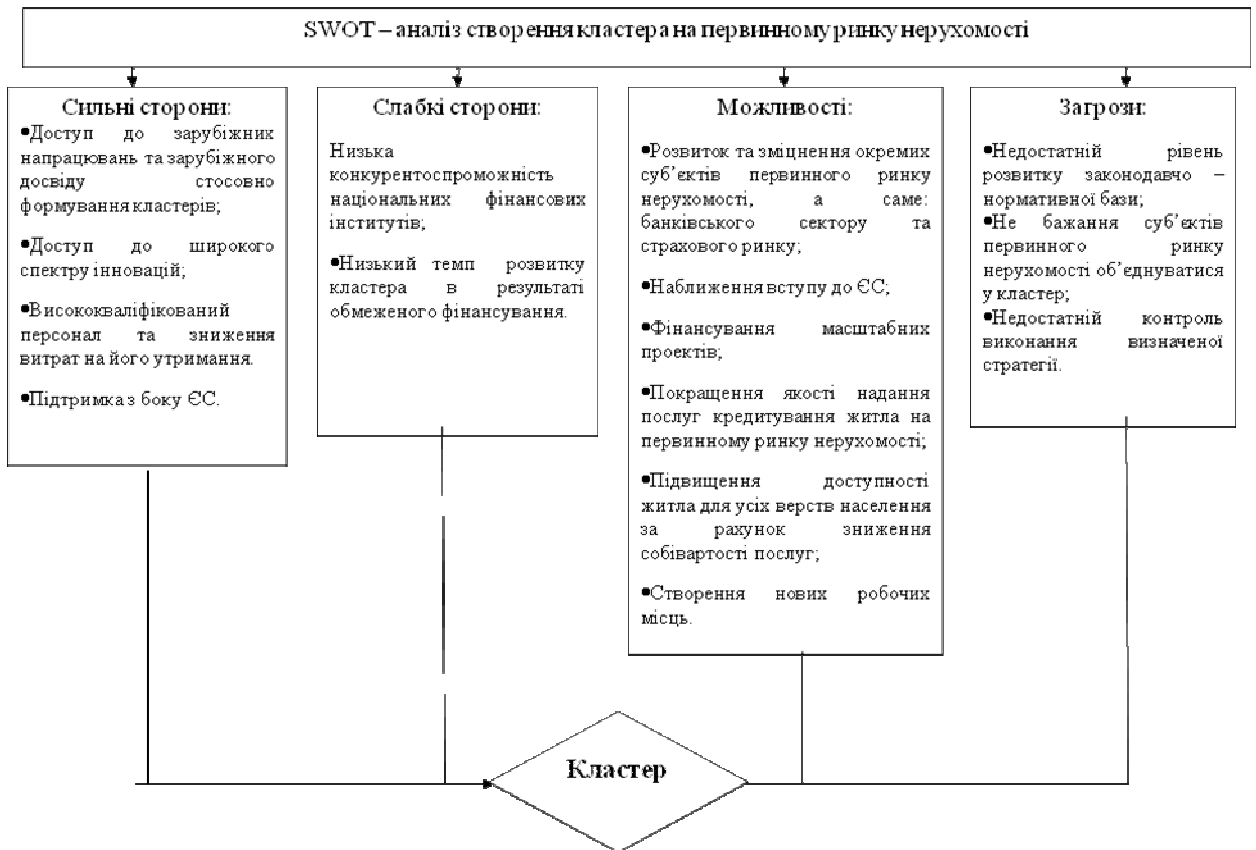 SWOT – аналіз створення кластера на первинному ринку нерухомості
Сильні сторони:
•Доступ до зарубіжних
напрацювань та зарубіжного
досвіду стосовно
формування кластерів;
•Доступ до широкого
спектру інновацій;
•Висококваліфікований
персонал та зниження
витрат на його утримання.
•Підтримка з боку ЄС.
Слабкі сторони:
Низька
конкурентоспроможність
національних фінансових
інститутів;
•Низький темп розвитку
кластера в результаті
обмеженого фінансування.
Можливості:
•Розвиток та зміцнення окремих
суб’єктів первинного ринку
нерухомості, а саме:
банківського сектору та
страхового ринку;
•Наближення вступу до ЄС;
•Фінансування масштабних
проектів;
•Покращення якості надання
послуг кредитування житла на
первинному ринку нерухомості;
•Підвищення доступності
житла для усіх верств населення
за рахунок зниження
собівартості послуг;
•Створення нових робочих
місць.
Загрози:
•Недостатній рівень
розвитку законодавчо –
нормативної бази;
•Не бажання суб’єктів
первинного ринку
нерухомості об’єднуватися
у кластер;
•Недостатній контроль
виконання визначеної
стратегії.
Кластер